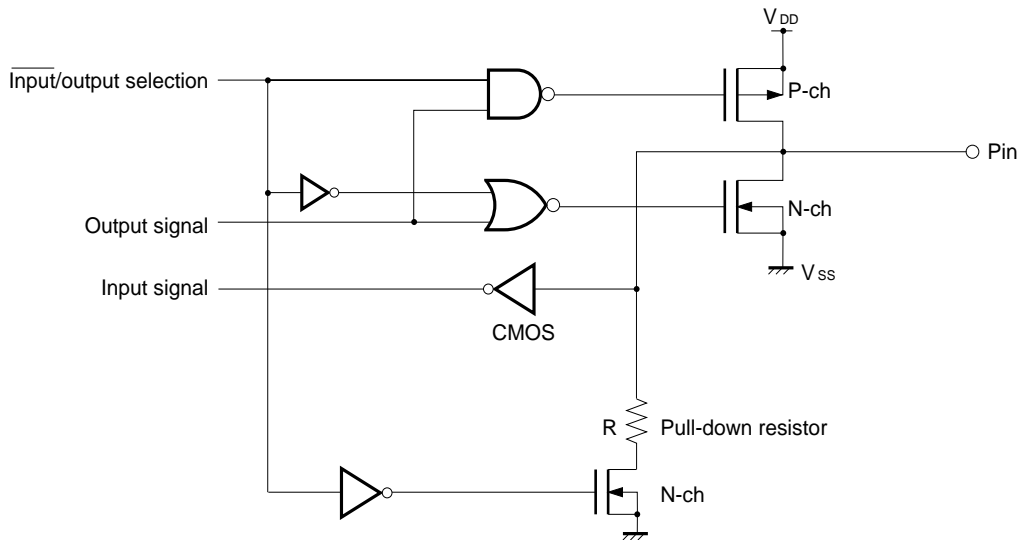 VDD
Input/output selection
P-ch
Pin
N-ch
Output signal
VSS
Input signal
CMOS
R Pull-down resistor
N-ch